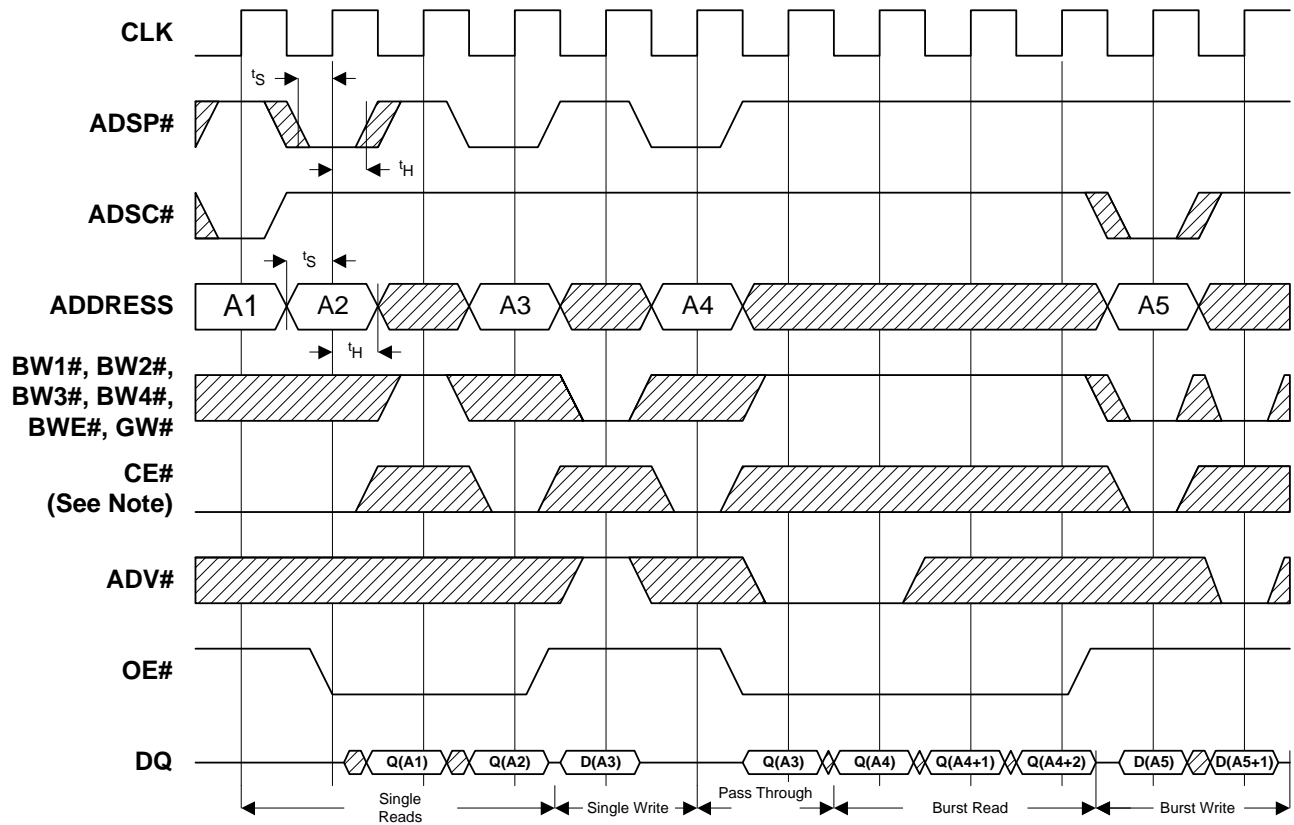 CLK
tS
ADSP#
tH
ADSC#
tS
ADDRESS A1 A2 A3 A4 A5
tH
BW1#, BW2#,
BW3#, BW4#,
BWE#, GW#
CE#
(See Note)
ADV#
OE#
DQ Q(A1) Q(A2) D(A3) Q(A3) Q(A4) Q(A4+1) Q(A4+2) D(A5) D(A5+1)
Single
Reads
Single Write
Pass Through
Burst Read
Burst Write